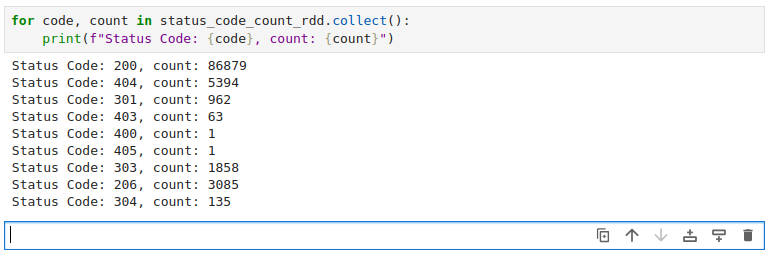 for code, count in status_code_count_rdd.collect():
    print(f"Status Code: {code}, count: {count}")
Status Code: 200, count: 86879
Status Code: 404, count: 5394
Status Code: 301, count: 962
Status Code: 403, count: 63
Status Code: 400, count: 1
Status Code: 405, count: 1
Status Code: 303, count: 1858
Status Code: 206, count: 3085
Status Code: 304, count: 135